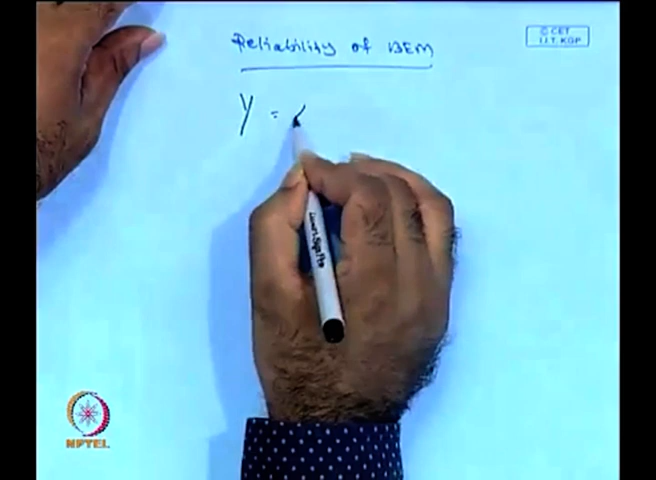 © CET
I.I.T. KGP
Reliability of BEM
Y =
NPTEL